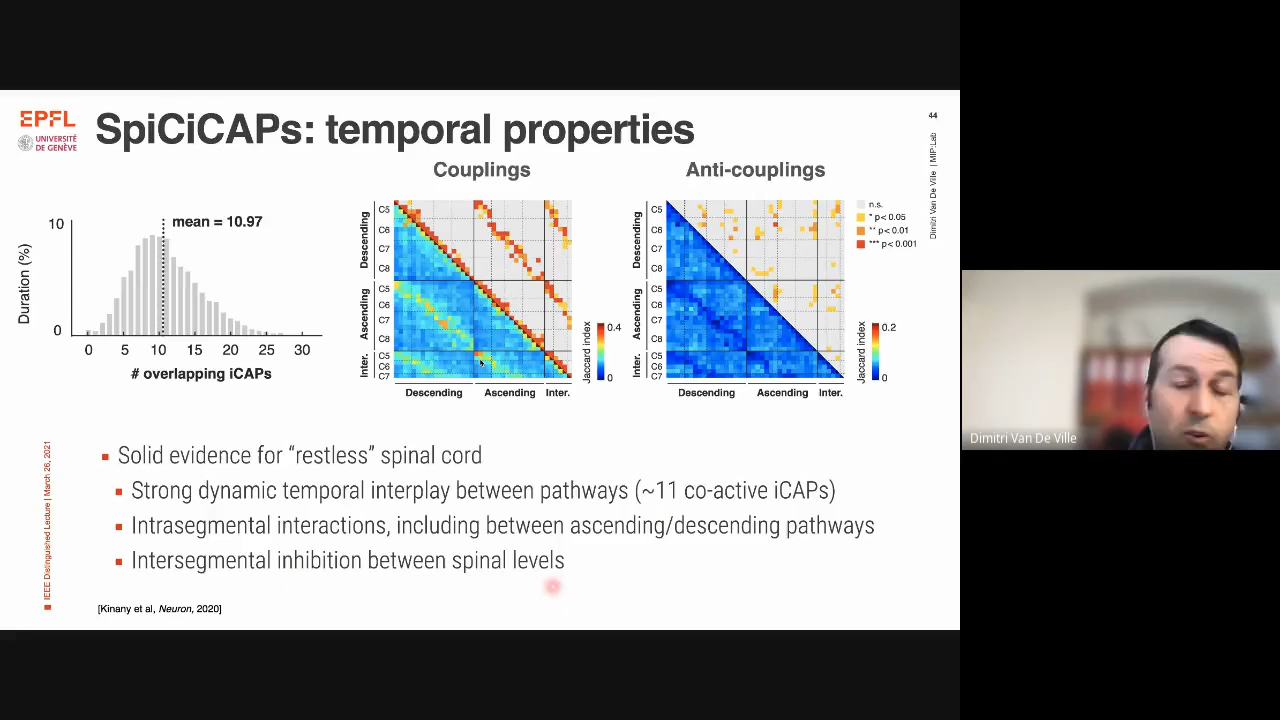 EPFL
UNIVERSITÉ
DE GENÈVE
SpiCiCAPs: temporal properties
44
Dimitri Van De Ville | MIP:Lab
Couplings
Anti-couplings
10
mean = 10.97
Duration (%)
0
0 5 10 15 20 25 30
# overlapping iCAPs
Descending
C5
C6
C7
C8
Ascending
C5
C6
C7
C8
Inter.
C5
C6
C7
Descending Ascending Inter.
Jaccard index
0.4
0
Descending
C5
C6
C7
C8
Ascending
C5
C6
C7
C8
Inter.
C5
C6
C7
Descending Ascending Inter.
n.s.
* p< 0.05
** p< 0.01
*** p< 0.001
Jaccard index
0.2
0
Solid evidence for “restless” spinal cord
Strong dynamic temporal interplay between pathways (~11 co-active iCAPs)
Intrasegmental interactions, including between ascending/descending pathways
Intersegmental inhibition between spinal levels
[Kinany et al, Neuron, 2020]
IEEE Distinguished Lecture | March 26, 2021
Dimitri Van De Ville